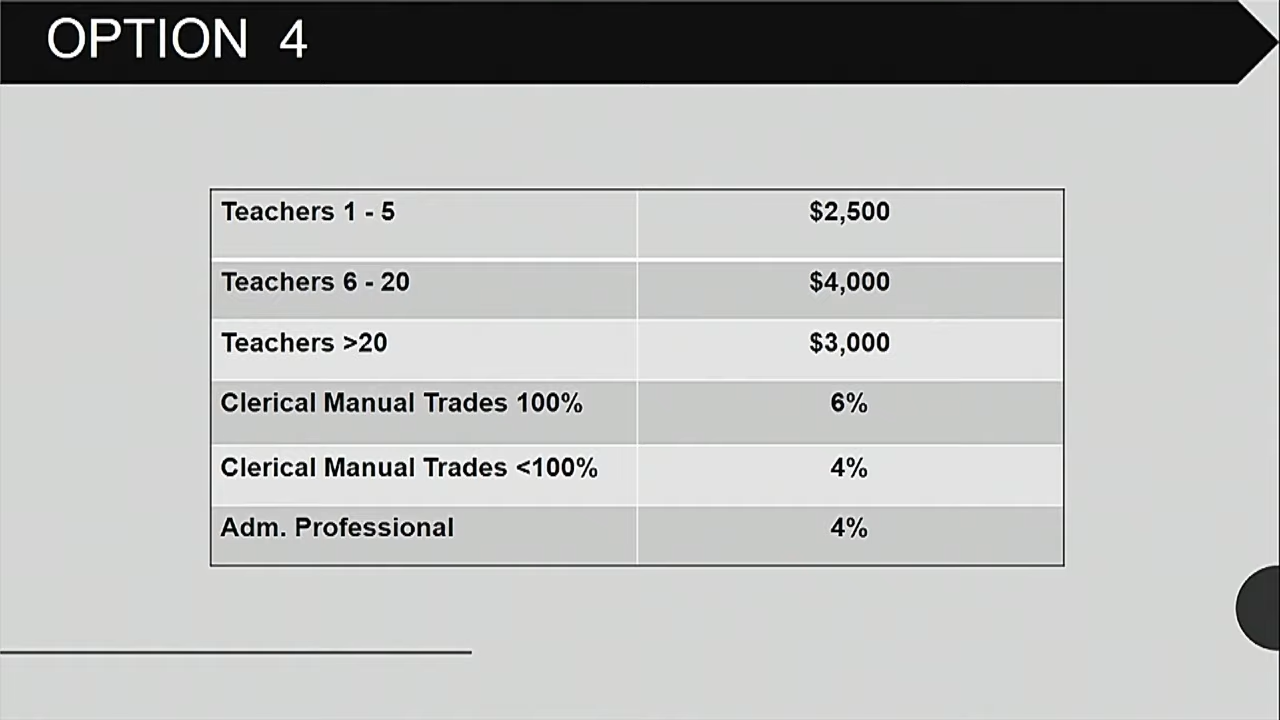 OPTION 4
Teachers 1 - 5 $2,500
Teachers 6 - 20 $4,000
Teachers >20 $3,000
Clerical Manual Trades 100% 6%
Clerical Manual Trades <100% 4%
Adm. Professional 4%